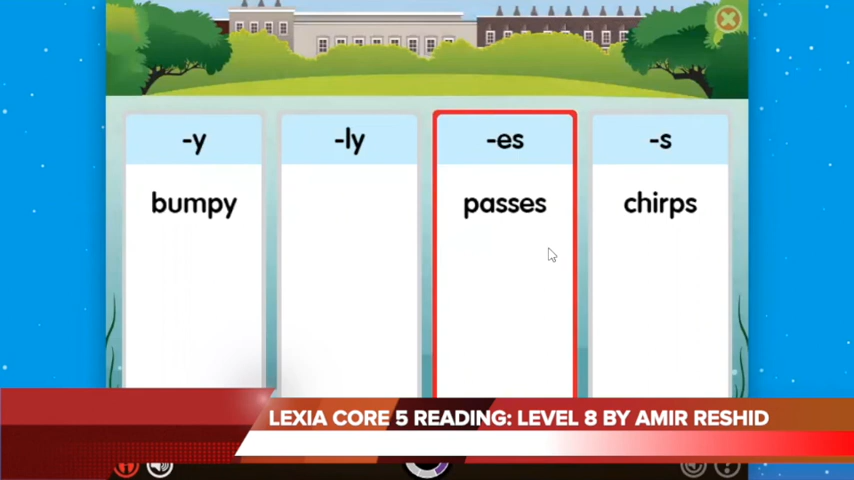 -y
-ly
-es
-s
bumpy
passes
chirps
LEXIA CORE 5 READING: LEVEL 8 BY AMIR RESHID